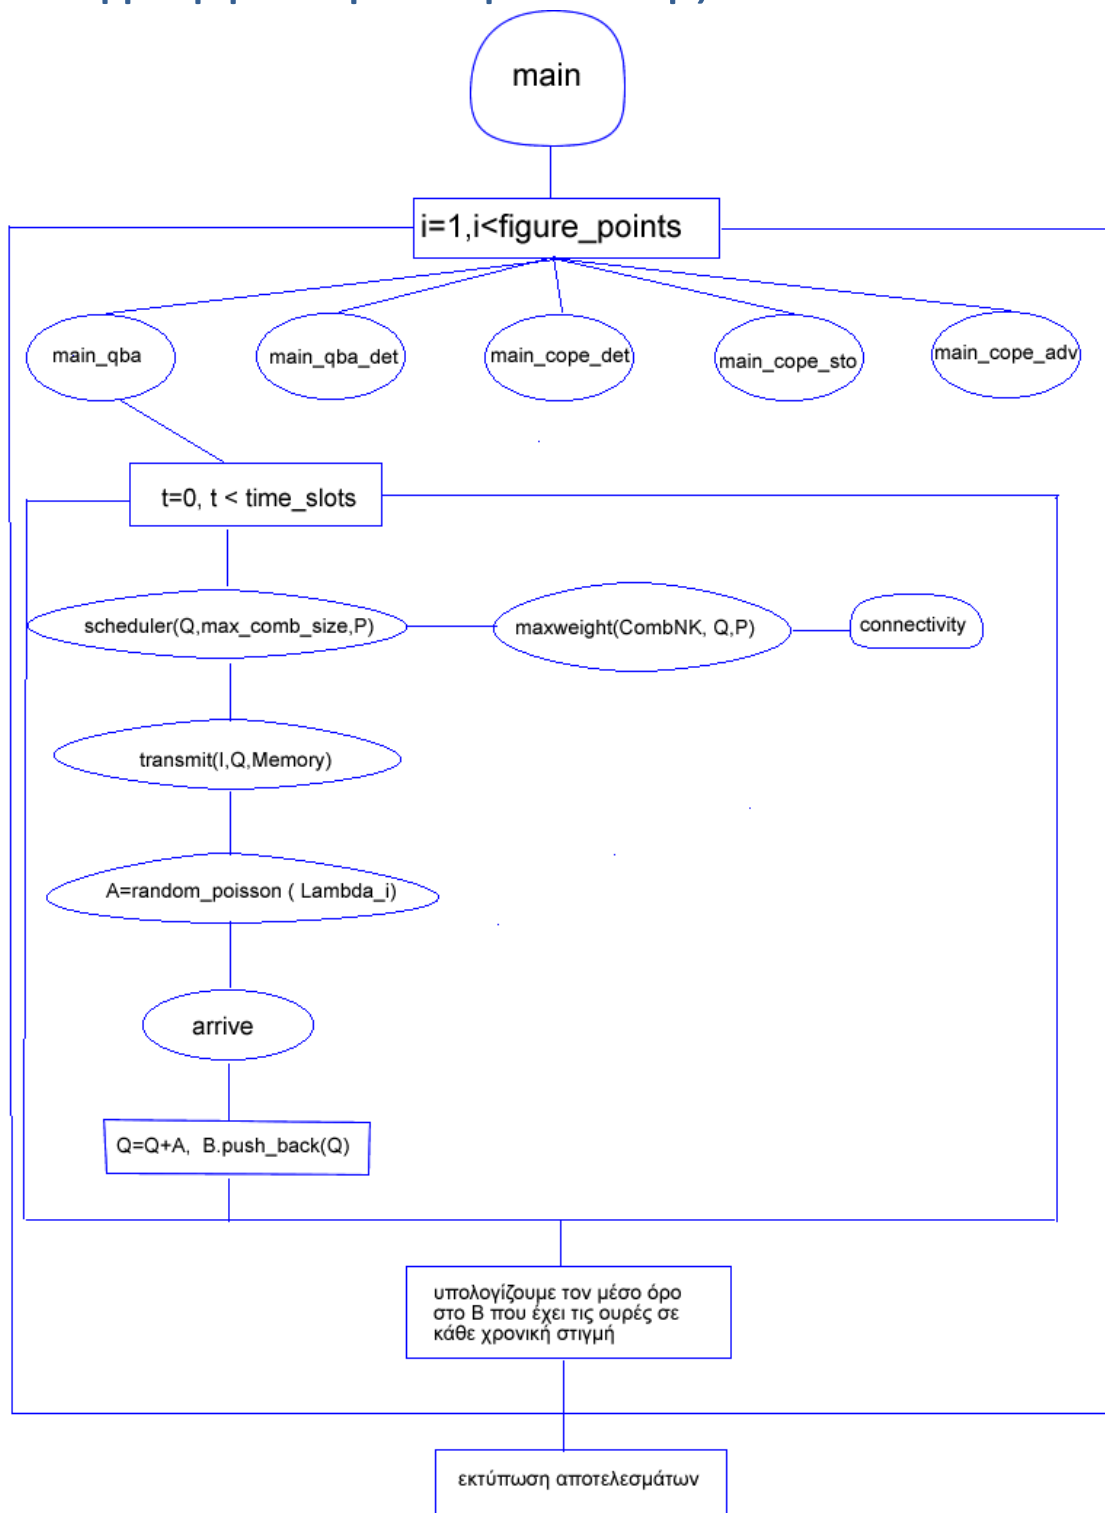 main
i=1,i<figure_points
main_qba
main_qba_det
main_cope_det
main_cope_sto
main_cope_adv
t=0, t < time_slots
scheduler(Q,max_comb_size,P)
maxweight(CombNK, Q,P)
connectivity
transmit(I,Q,Memory)
A=random_poisson ( Lambda_i)
arrive
Q=Q+A, B.push_back(Q)
υπολογίζουμε τον μέσο όρο
στο Β που έχει τις ουρές σε
κάθε χρονική στιγμή
εκτύπωση αποτελεσμάτων